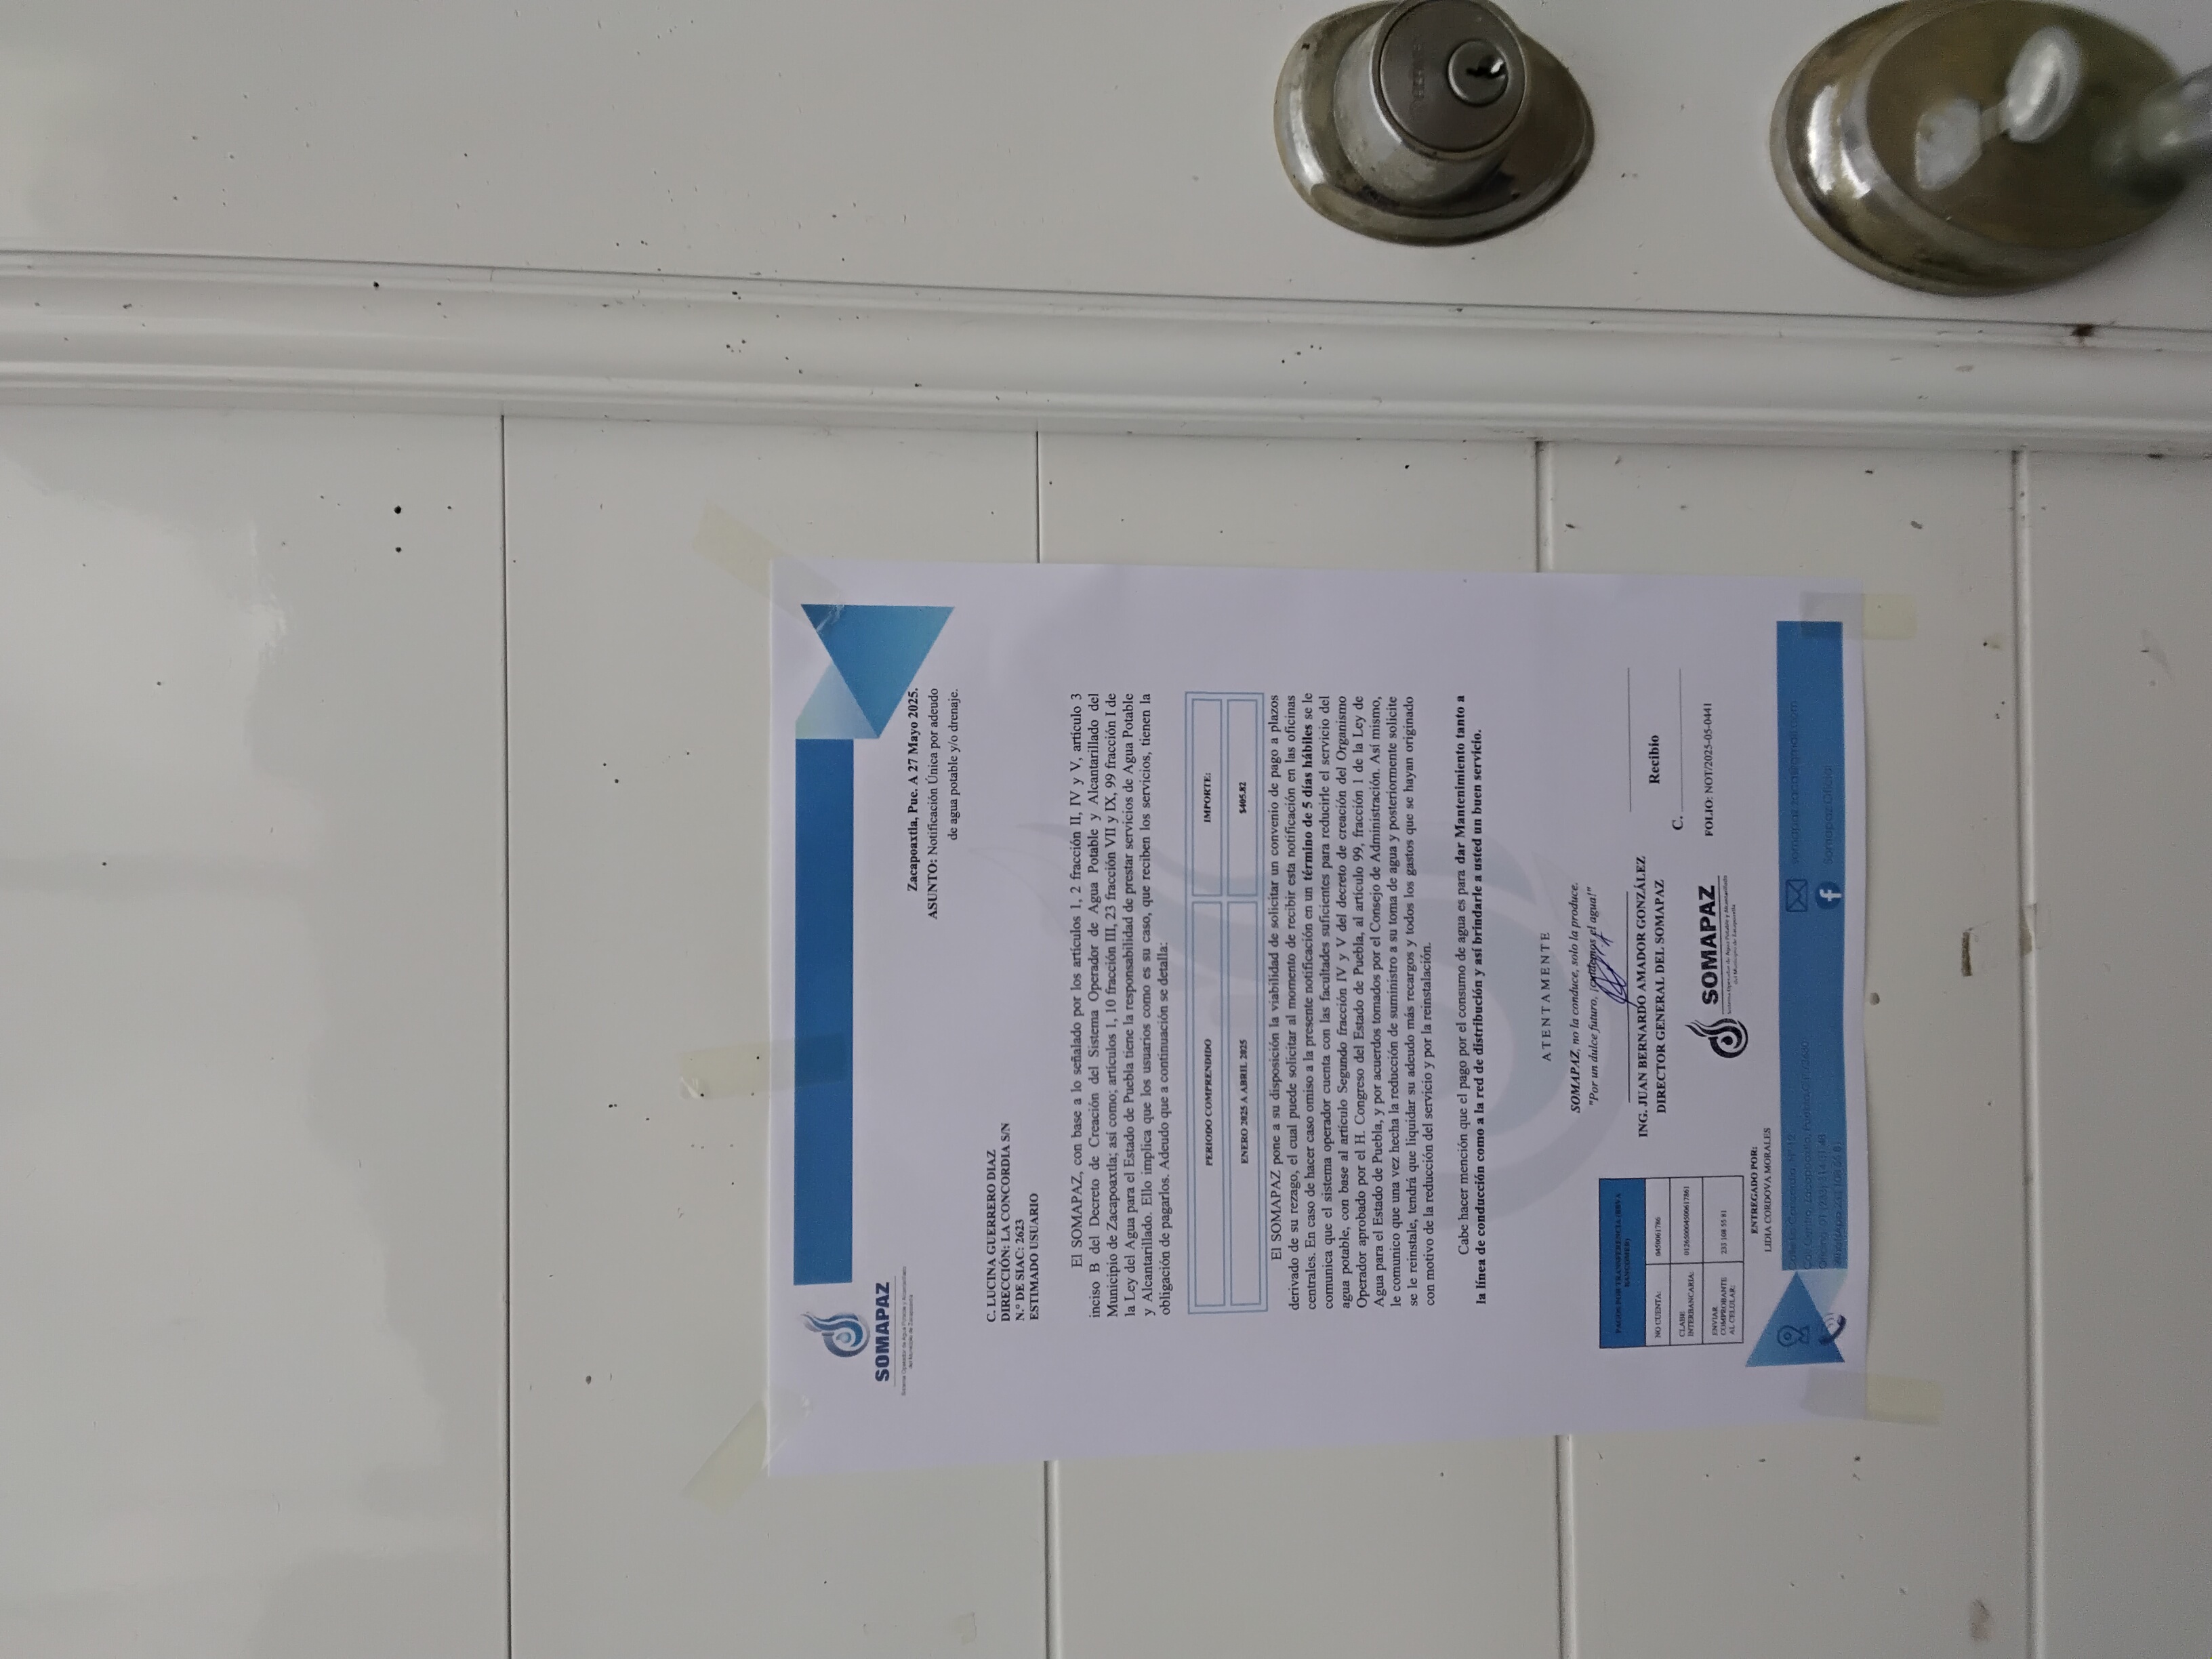 SOMAPAZ
Sistema Operador de Agua Potable y Alcantarillado
del Municipio de Zacapoaxtla
Zacapoaxtla, Pue. A 27 Mayo 2025.
ASUNTO: Notificación Única por adeudo
de agua potable y/o drenaje.
C. LUCINA GUERRERO DIAZ
DIRECCIÓN: LA CONCORDIA S/N
N.° DE SIAC: 2623
ESTIMADO USUARIO
El SOMAPAZ, con base a lo señalado por los artículos 1, 2 fracción II, IV y V, artículo 3
inciso B del Decreto de Creación del Sistema Operador de Agua Potable y Alcantarillado del
Municipio de Zacapoaxtla; así como; artículos 1, 10 fracción III, 23 fracción VII y IX, 99 fracción I de
la Ley del Agua para el Estado de Puebla tiene la responsabilidad de prestar servicios de Agua Potable
y Alcantarillado. Ello implica que los usuarios como es su caso, que reciben los servicios, tienen la
obligación de pagarlos. Adeudo que a continuación se detalla:
PERIODO COMPRENDIDO IMPORTE:
ENERO 2025 A ABRIL 2025 $405.82
El SOMAPAZ pone a su disposición la viabilidad de solicitar un convenio de pago a plazos
derivado de su rezago, el cual puede solicitar al momento de recibir esta notificación en las oficinas
centrales. En caso de hacer caso omiso a la presente notificación en un término de 5 días hábiles se le
comunica que el sistema operador cuenta con las facultades suficientes para reducirle el servicio del
agua potable, con base al artículo Segundo fracción IV y V del decreto de creación del Organismo
Operador aprobado por el H. Congreso del Estado de Puebla, al artículo 99, fracción 1 de la Ley de
Agua para el Estado de Puebla, y por acuerdos tomados por el Consejo de Administración. Así mismo,
le comunico que una vez hecha la reducción de suministro a su toma de agua y posteriormente solicite
se le reinstale, tendrá que liquidar su adeudo más recargos y todos los gastos que se hayan originado
con motivo de la reducción del servicio y por la reinstalación.
Cabe hacer mención que el pago por el consumo de agua es para dar Mantenimiento tanto a
la línea de conducción como a la red de distribución y así brindarle a usted un buen servicio.
ATENTAMENTE
SOMAPAZ, no la conduce, solo la produce.
"Por un dulce futuro, ¡cuidemos el agua!"
ING. JUAN BERNARDO AMADOR GONZÁLEZ
DIRECTOR GENERAL DEL SOMAPAZ
Recibio
C.
FOLIO: NOT/2025-05-0441
PAGOS POR TRANSFERENCIA (BBVA
BANCOMER)
NO CUENTA: 0450061786
CLABE
INTERBANCARIA: 012650004500617861
ENVIAR
COMPROBANTE
AL CELULAR: 233 108 55 81
SOMAPAZ
Sistema Operador de Agua Potable y Alcantarillado
del Municipio de Zacapoaxtla
ENTREGADO POR:
LIDIA CORDOVA MORALES
Col. Centro, Zacapoaxtla, Puebla
Oficina: 01 (233)
WhatsApp 233 108 55 81
somapaz.zaca@gmail.com
Somapaz Oficial